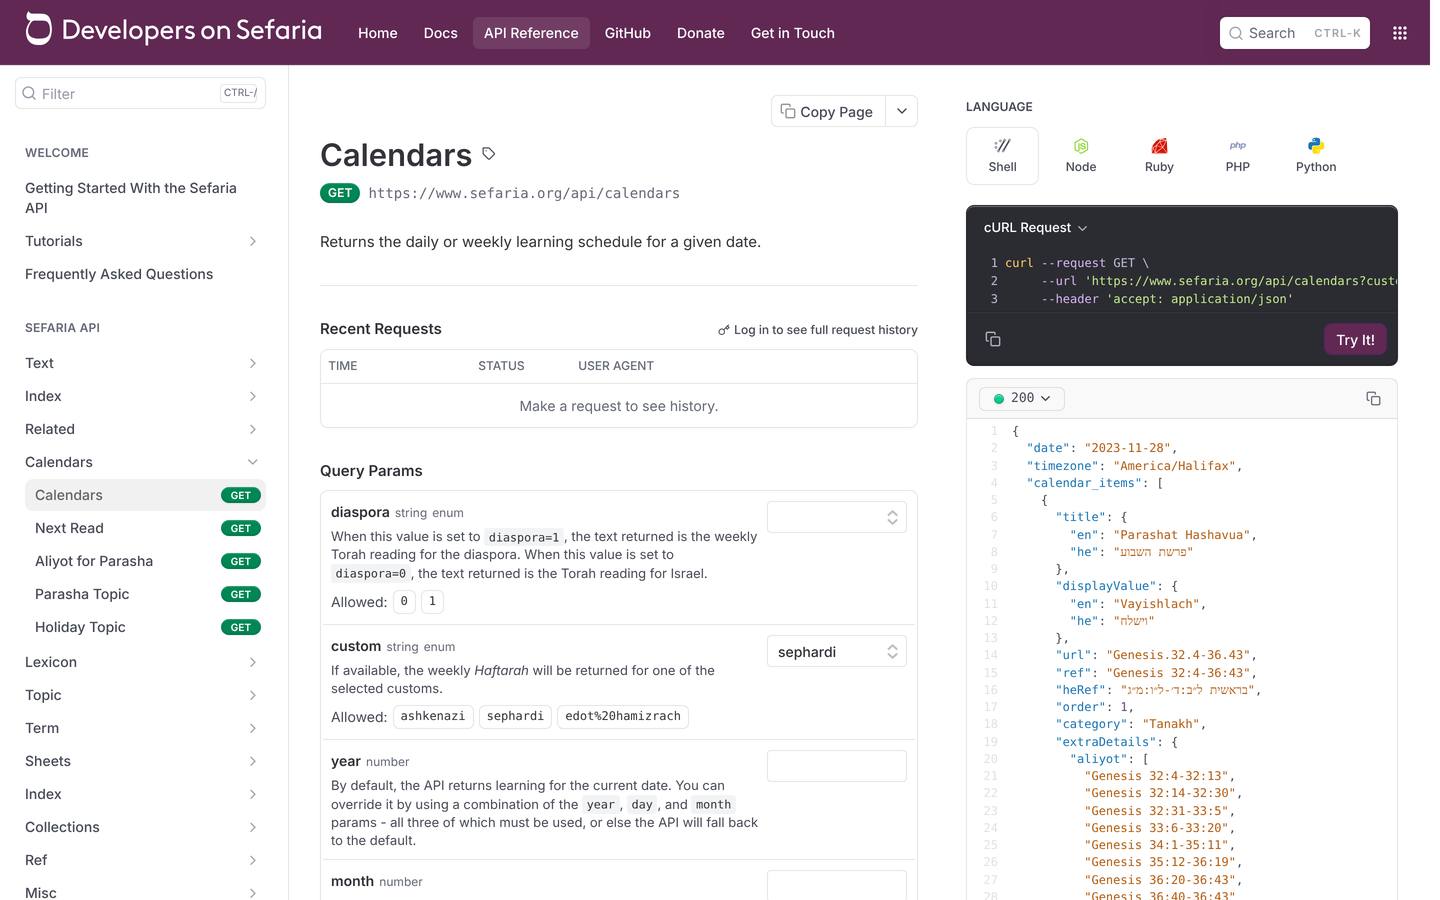 Developers on Sefaria
Home Docs API Reference GitHub Donate Get in Touch
Search CTRL-K
Filter CTRL-/
WELCOME
Getting Started With the Sefaria
API
Tutorials
Frequently Asked Questions
SEFARIA API
Text
Index
Related
Calendars
Calendars GET
Next Read GET
Aliyot for Parasha GET
Parasha Topic GET
Holiday Topic GET
Lexicon
Topic
Term
Sheets
Index
Collections
Ref
Misc
Copy Page
Calendars
GET https://www.sefaria.org/api/calendars
Returns the daily or weekly learning schedule for a given date.
Recent Requests Log in to see full request history
TIME STATUS USER AGENT
Make a request to see history.
Query Params
diaspora string enum
When this value is set to diaspora=1, the text returned is the weekly
Torah reading for the diaspora. When this value is set to
diaspora=0, the text returned is the Torah reading for Israel.
Allowed: 0 1
custom string enum
sephardi
If available, the weekly Haftarah will be returned for one of the
selected customs.
Allowed: ashkenazi sephardi edot%20hamizrach
year number
By default, the API returns learning for the current date. You can
override it by using a combination of the year, day, and month
params - all three of which must be used, or else the API will fall back
to the default.
month number
LANGUAGE
Shell Node Ruby PHP Python
cURL Request
1 curl --request GET \
2 --url 'https://www.sefaria.org/api/calendars?custo
3 --header 'accept: application/json'
Try It!
200
1 {
2 "date": "2023-11-28",
3 "timezone": "America/Halifax",
4 "calendar_items": [
5 {
6 "title": {
7 "en": "Parashat Hashavua",
8 "he": "פרשת השבוע"
9 },
10 "displayValue": {
11 "en": "Vayishlach",
12 "he": "וישלח"
13 },
14 "url": "Genesis.32.4-36.43",
15 "ref": "Genesis 32:4-36:43",
16 "heRef": "בראשית ל״ב:ד׳-ל״ו:מ״ג",
17 "order": 1,
18 "category": "Tanakh",
19 "extraDetails": {
20 "aliyot": [
21 "Genesis 32:4-32:13",
22 "Genesis 32:14-32:30",
23 "Genesis 32:31-33:5",
24 "Genesis 33:6-33:20",
25 "Genesis 34:1-35:11",
26 "Genesis 35:12-36:19",
27 "Genesis 36:20-36:43",
28 "Genesis 36:40-36:43"